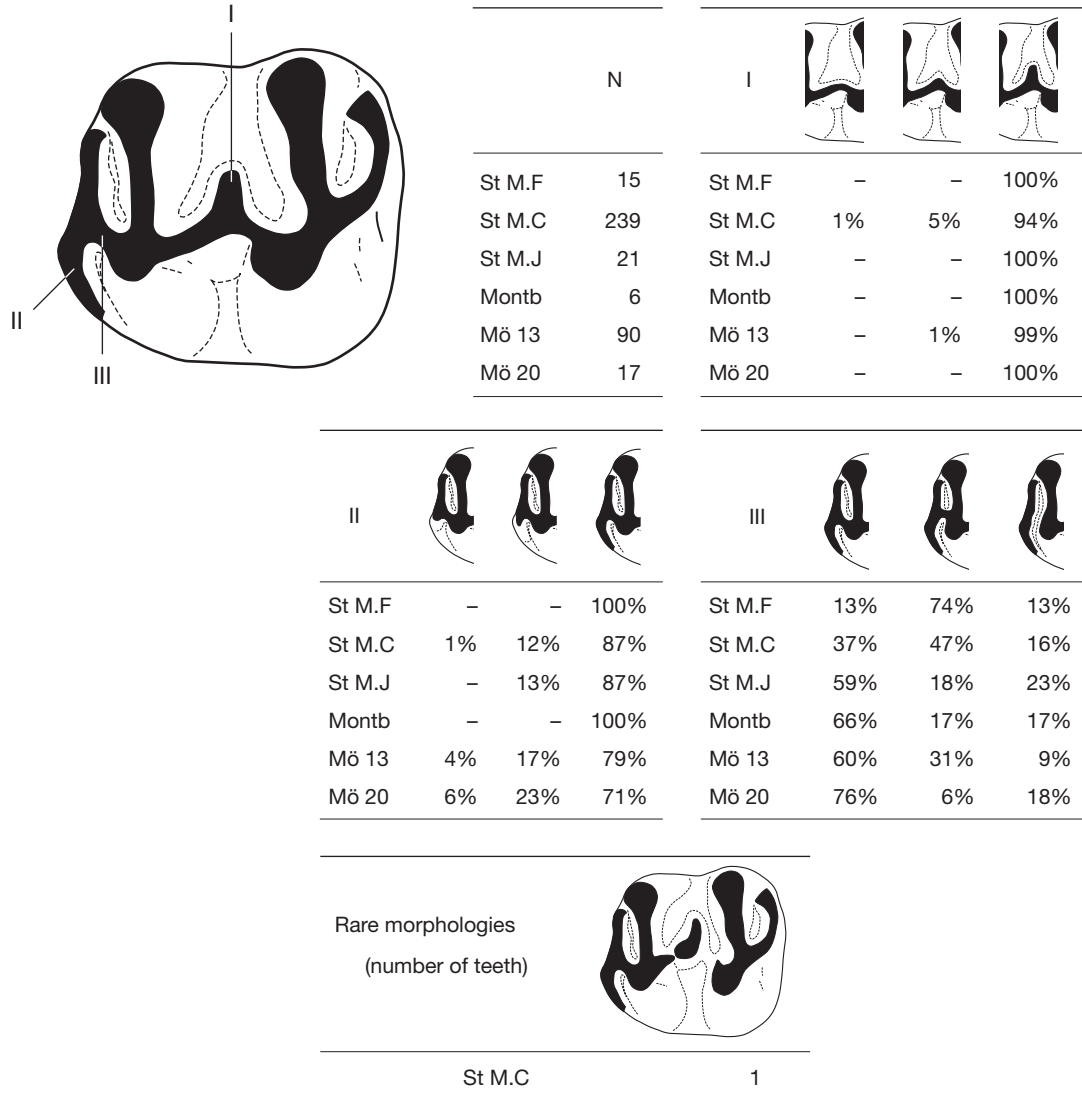 I
II
III
N
St M.F 15
St M.C 239
St M.J 21
Montb 6
Mö 13 90
Mö 20 17
I
St M.F – – 100%
St M.C 1% 5% 94%
St M.J – – 100%
Montb – – 100%
Mö 13 – 1% 99%
Mö 20 – – 100%
II
St M.F – – 100%
St M.C 1% 12% 87%
St M.J – 13% 87%
Montb – – 100%
Mö 13 4% 17% 79%
Mö 20 6% 23% 71%
III
St M.F 13% 74% 13%
St M.C 37% 47% 16%
St M.J 59% 18% 23%
Montb 66% 17% 17%
Mö 13 60% 31% 9%
Mö 20 76% 6% 18%
Rare morphologies
(number of teeth)
St M.C 1